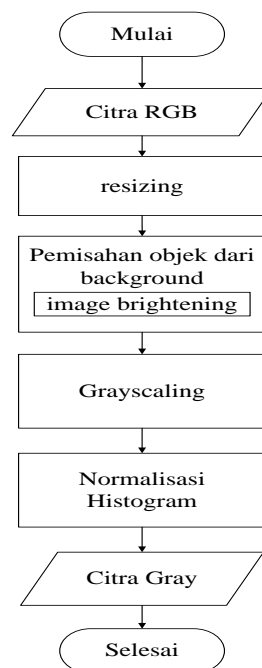 Mulai
Citra RGB
resizing
Pemisahan objek dari
background
image brightening
Grayscaling
Normalisasi
Histogram
Citra Gray
Selesai